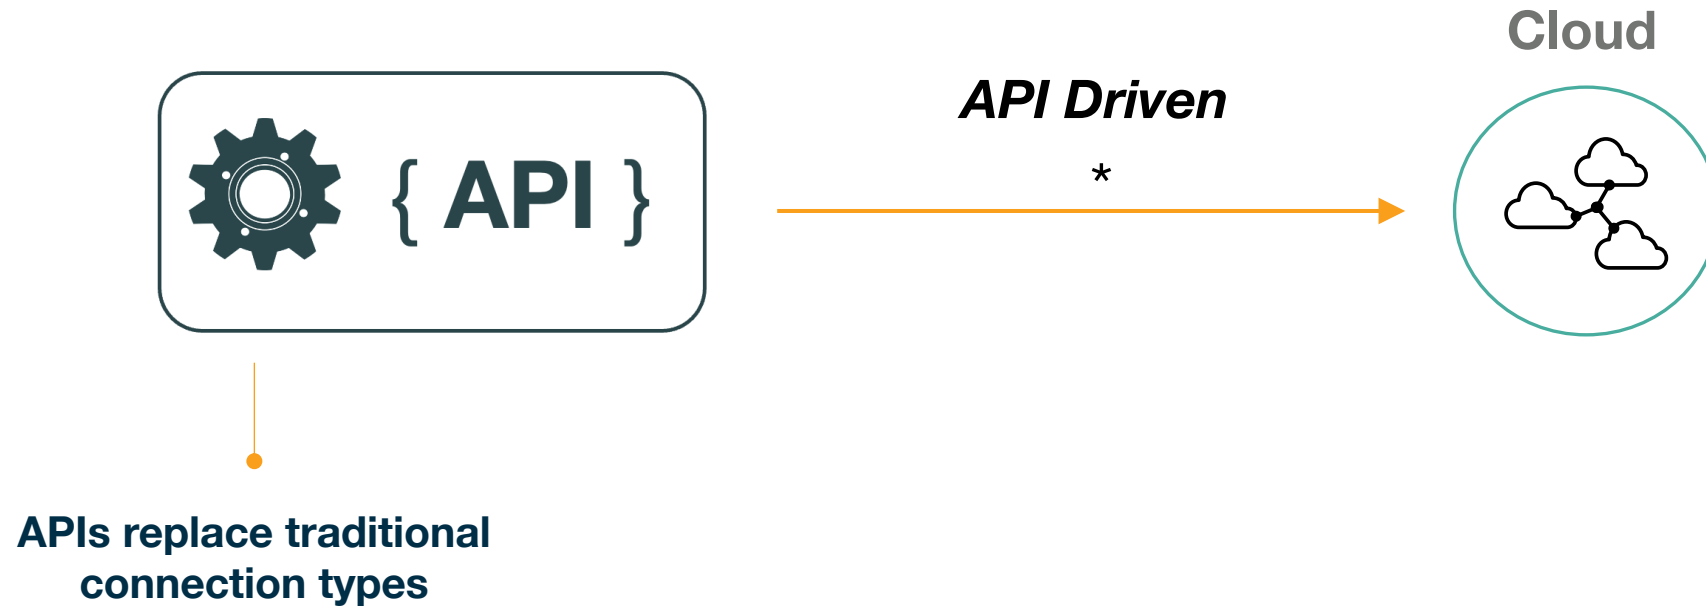 Cloud
API Driven
*
{ API }
APIs replace traditional
connection types